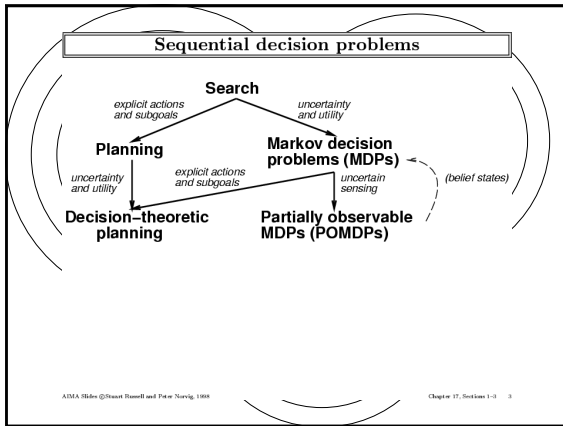 Sequential decision problems
Search
explicit actions
and subgoals
uncertainty
and utility
Planning
Markov decision
problems (MDPs)
uncertainty
and utility
explicit actions
and subgoals
uncertain
sensing
(belief states)
Decision−theoretic
planning
Partially observable
MDPs (POMDPs)
AIMA Slides ©Stuart Russell and Peter Norvig, 1998
Chapter 17, Sections 1–3 3